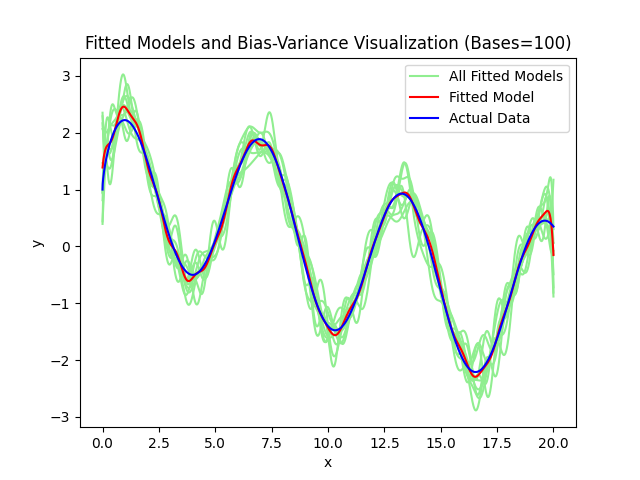 Fitted Models and Bias-Variance Visualization (Bases=100)
All Fitted Models
Fitted Model
Actual Data
3
2
1
0
−1
−2
−3
y
0.0 2.5 5.0 7.5 10.0 12.5 15.0 17.5 20.0
x